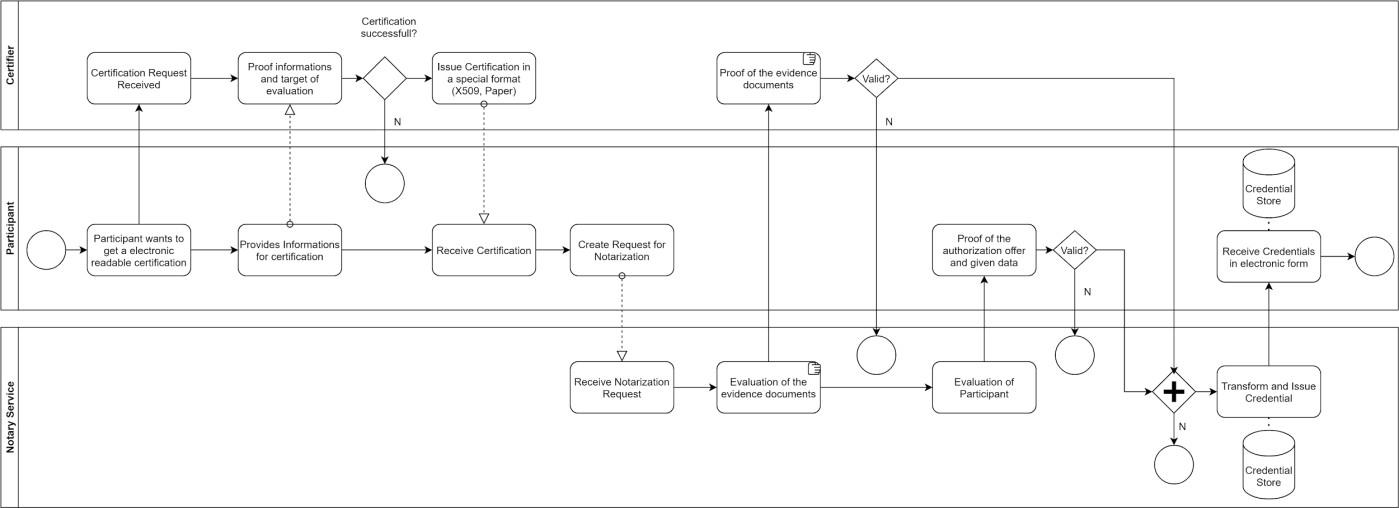 Certifier
Certification
successfull?
Certification Request
Received
Proof informations
and target of
evaluation
Issue Certification in
a special format
(X509, Paper)
N
Proof of the evidence
documents
Valid?
N
Participant
Participant wants to
get a electronic
readable certification
Provides Informations
for certification
Receive Certification
Create Request for
Notarization
Proof of the
authorization offer
and given data
Valid?
N
Credential
Store
Receive Credentials
in electronic form
Notary Service
Receive Notarization
Request
Evaluation of the
evidence documents
Evaluation of
Participant
N
Transform and Issue
Credential
Credential
Store